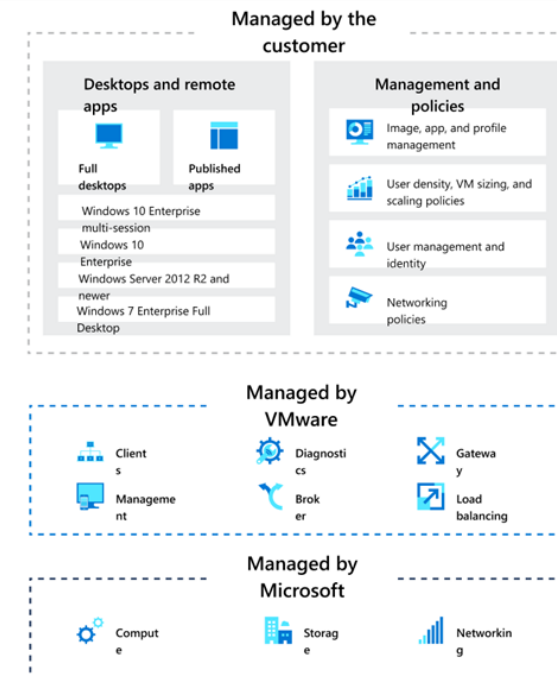 Managed by the
customer
Desktops and remote
apps
Full
desktops
Published
apps
Windows 10 Enterprise
multi-session
Windows 10
Enterprise
Windows Server 2012 R2 and
newer
Windows 7 Enterprise Full
Desktop
Management and
policies
Image, app, and profile
management
User density, VM sizing, and
scaling policies
User management and
identity
Networking
policies
Managed by
VMware
Client
s
Diagnosti
cs
Gatewa
y
Manageme
nt
Brok
er
Load
balancing
Managed by
Microsoft
Comput
e
Storag
e
Networkin
g